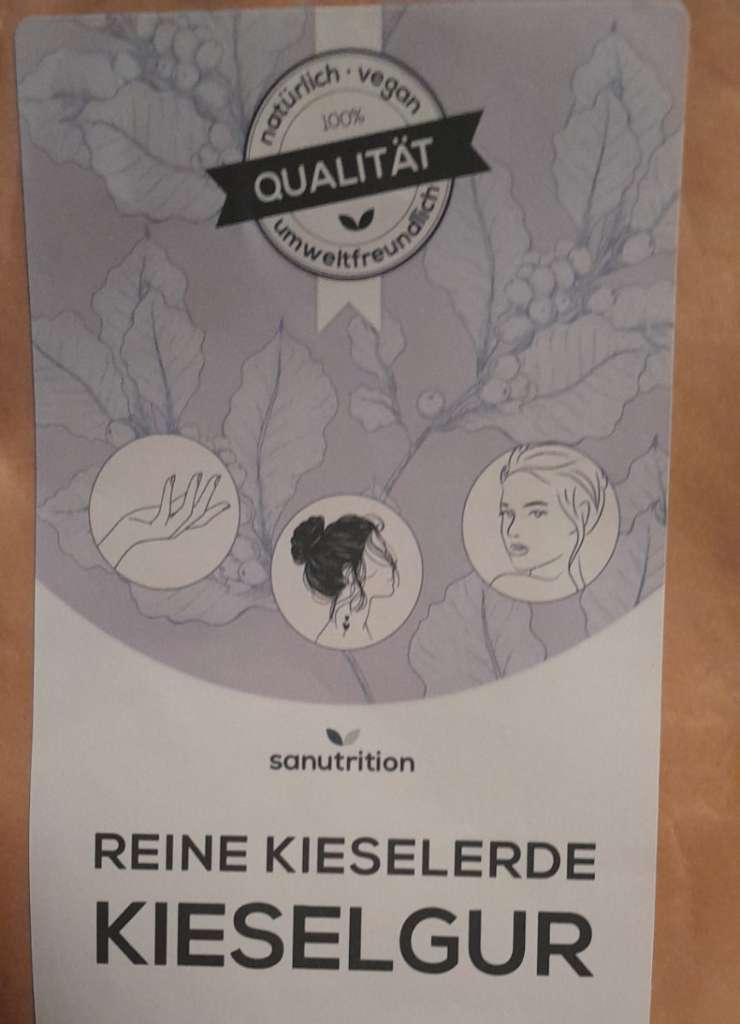 natürlich · vegan
100%
QUALITÄT
umweltfreundlich
sanutrition
REINE KIESELERDE
KIESELGUR